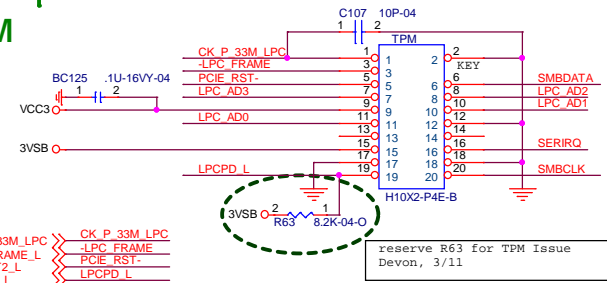 M
C107 10P-04
1 2
TPM
CK_P_33M_LPC 1 1 2 2
KEY
-LPC_FRAME 3 3
PCIE_RST- 5 5 6 6 SMBDATA
LPC_AD3 7 7 8 8 LPC_AD2
BC125 .1U-16VY-04
1 2
VCC3 9 9 10 10 LPC_AD1
LPC_AD0 11 11 12 12
13 13 14 14
3VSB 15 15 16 16 SERIRQ
17 17 18 18
LPCPD_L 19 19 20 20 SMBCLK
H10X2-P4E-B
3VSB 2 1
R63 8.2K-04-O
33M_LPC CK_P_33M_LPC
RAME_L -LPC_FRAME
2_L PCIE_RST-
L LPCPD_L
reserve R63 for TPM Issue
Devon, 3/11